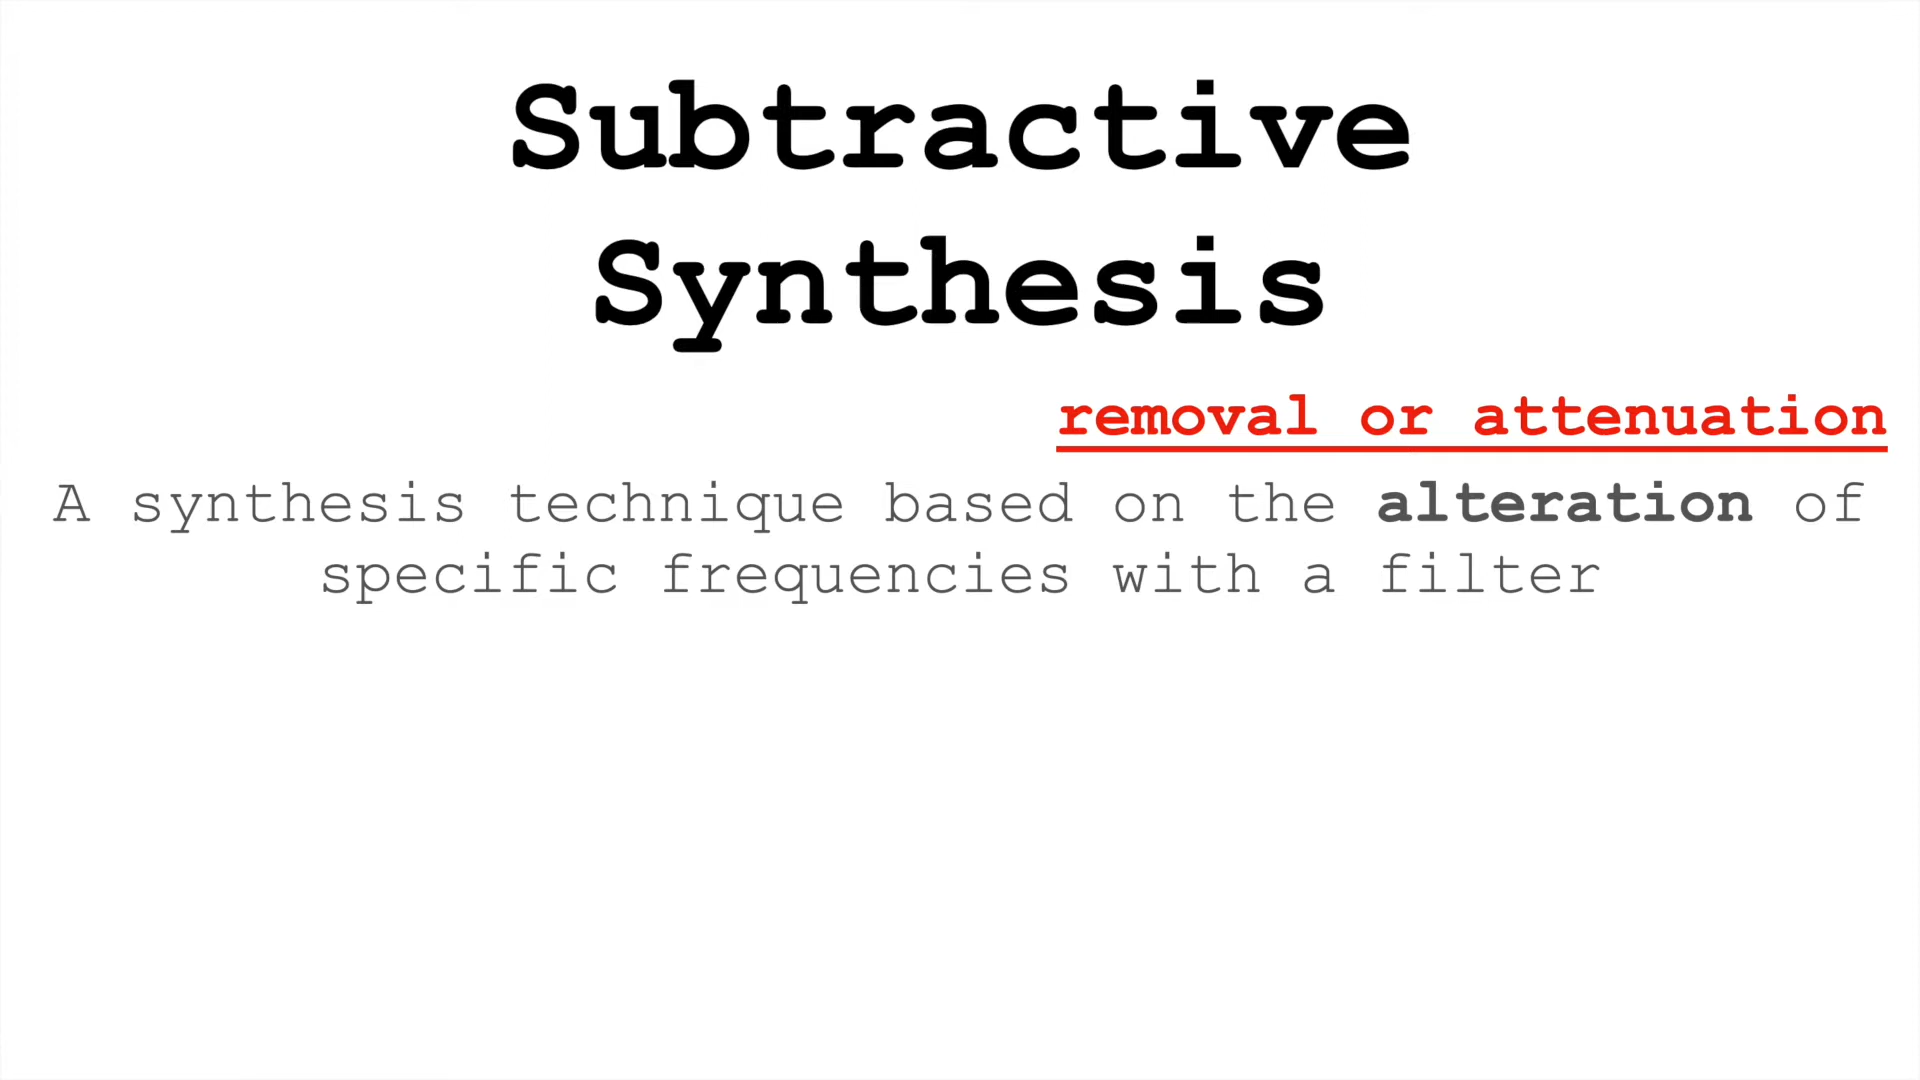 Subtractive
Synthesis
removal or attenuation
A synthesis technique based on the alteration of
specific frequencies with a filter